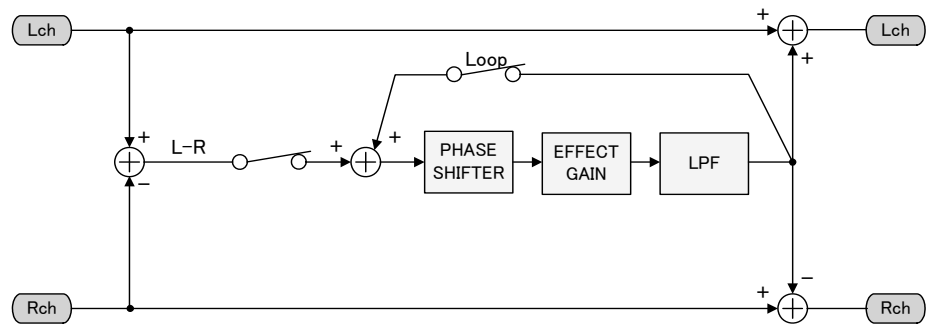 Lch
+
Lch
Loop
+
+
L-R
+
+
PHASE
SHIFTER
EFFECT
GAIN
LPF
−
−
Rch
+
Rch